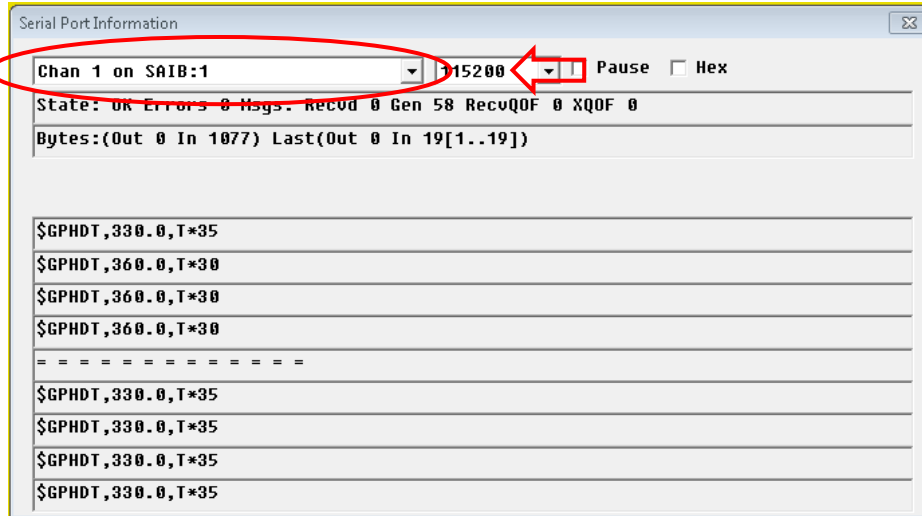 Serial Port Information
Chan 1 on SAIB:1 115200 Pause Hex
State: OK Errors 0 Msgs: Recvd 0 Gen 58 RecvQOF 0 XQOF 0
Bytes:(Out 0 In 1077) Last(Out 0 In 19[1..19])
$GPHDT,330.0,T*35
$GPHDT,360.0,T*30
$GPHDT,360.0,T*30
$GPHDT,360.0,T*30
= = = = = = = = = = = = =
$GPHDT,330.0,T*35
$GPHDT,330.0,T*35
$GPHDT,330.0,T*35
$GPHDT,330.0,T*35